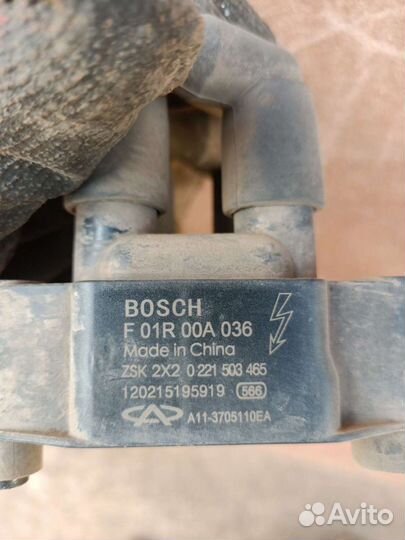 BOSCH
F 01R 00A 036
Made in China
ZSK 2X2 0 221 503 465
120215195919 566
A11-3705110EA
Avito